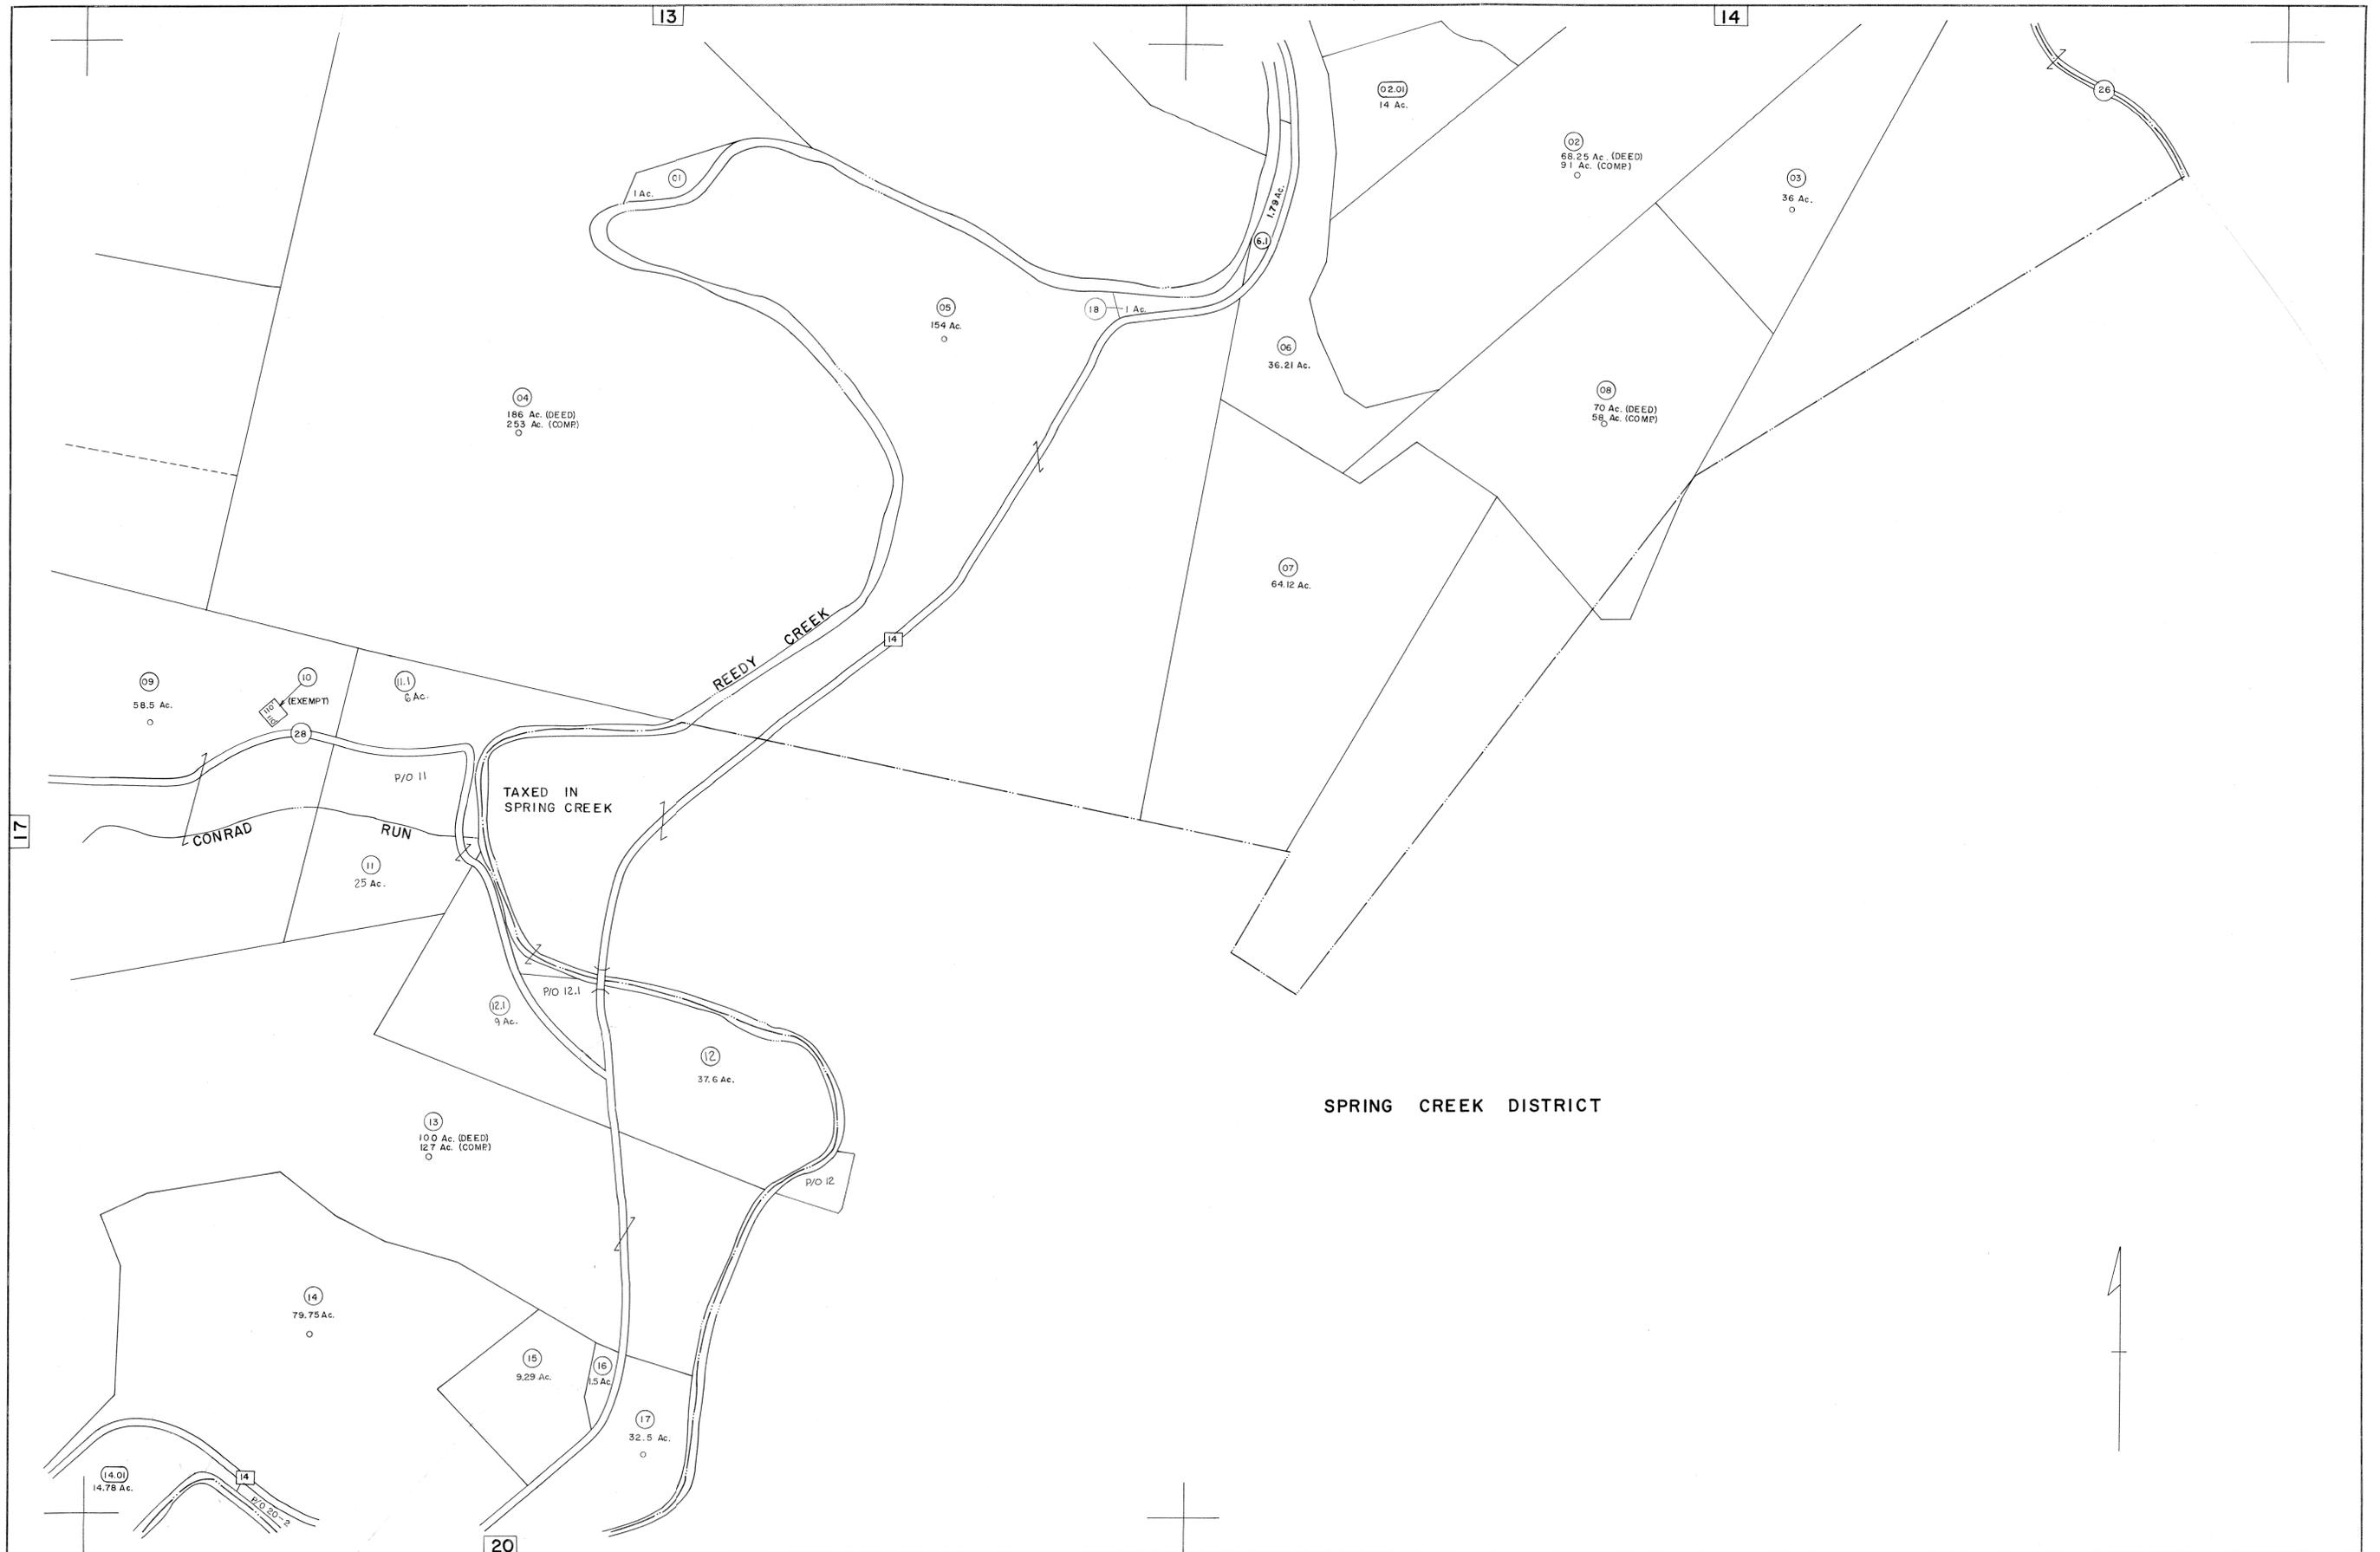 13
14
02.01
14 Ac.
26
02
68.25 Ac. (DEED)
91 Ac. (COMP.)
03
36 Ac.
01
1 Ac.
1.79 Ac.
6.1
05
154 Ac.
18
1 Ac.
06
36.21 Ac.
04
186 Ac. (DEED)
253 Ac. (COMP.)
08
70 Ac. (DEED)
58 Ac. (COMP.)
07
64.12 Ac.
REEDY CREEK
14
09
58.5 Ac.
10
(EXEMPT)
110
110
11.1
6 Ac.
28
P/O 11
TAXED IN
SPRING CREEK
17
CONRAD RUN
11
25 Ac.
P/O 12.1
12.1
9 Ac.
12
37.6 Ac.
SPRING CREEK DISTRICT
13
100 Ac. (DEED)
127 Ac. (COMP.)
P/O 12
14
79.75 Ac.
15
9.29 Ac.
16
1.5 Ac.
17
32.5 Ac.
14.01
14.78 Ac.
14
P/O 20-2
20